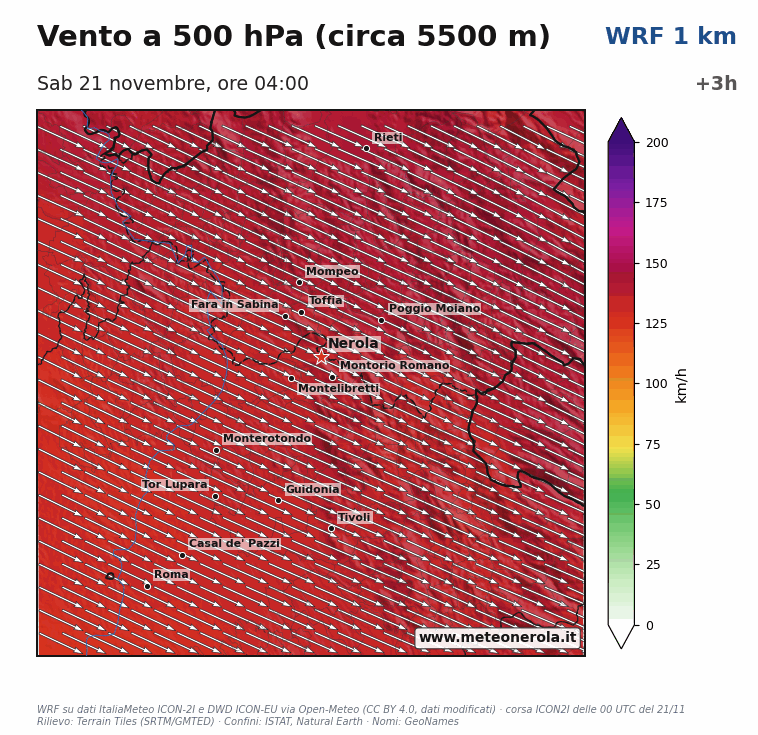 Vento a 500 hPa (circa 5500 m)
WRF 1 km
Sab 21 novembre, ore 04:00
+3h
Rieti
Mompeo
Fara in Sabina
Toffia
Poggio Moiano
Nerola
Montorio Romano
Montelibretti
Monterotondo
Tor Lupara
Guidonia
Tivoli
Casal de' Pazzi
Roma
www.meteonerola.it
200
175
150
125
100
75
50
25
0
km/h
WRF su dati ItaliaMeteo ICON-2I e DWD ICON-EU via Open-Meteo (CC BY 4.0, dati modificati) · corsa ICON2I delle 00 UTC del 21/11
Rilievo: Terrain Tiles (SRTM/GMTED) · Confini: ISTAT, Natural Earth · Nomi: GeoNames